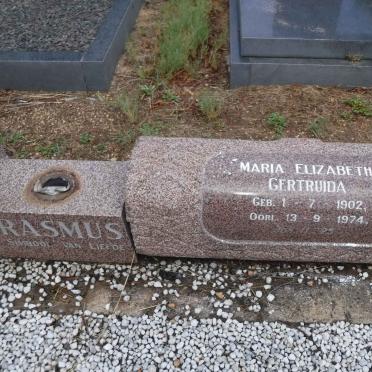 RASMUS
SIMBOOL VAN LIEFDE
MARIA ELIZABETH
GERTRUIDA
GEB. 1 - 7 - 1902,
OORL. 13 - 9 - 1974,